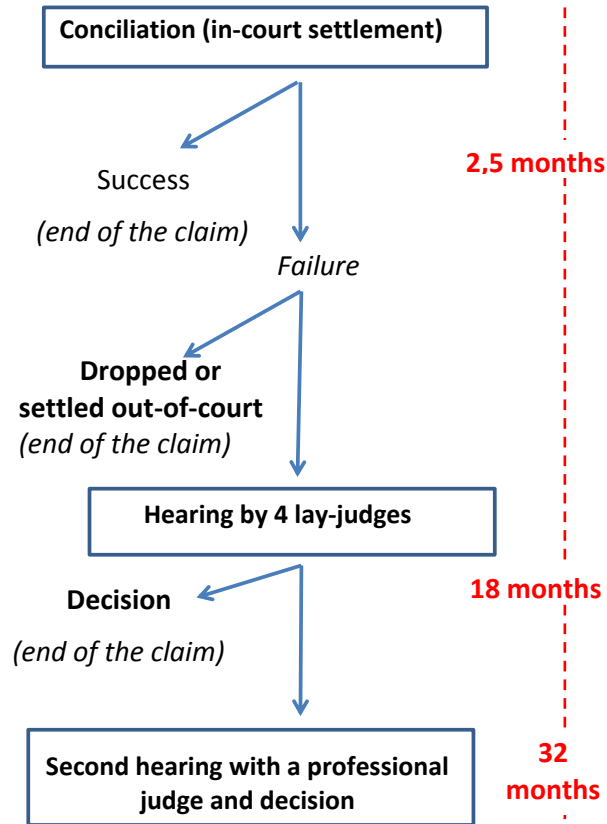 Conciliation (in-court settlement)
2,5 months
Success
(end of the claim)
Failure
Dropped or
settled out-of-court
(end of the claim)
Hearing by 4 lay-judges
18 months
Decision
(end of the claim)
Second hearing with a professional
judge and decision
32
months